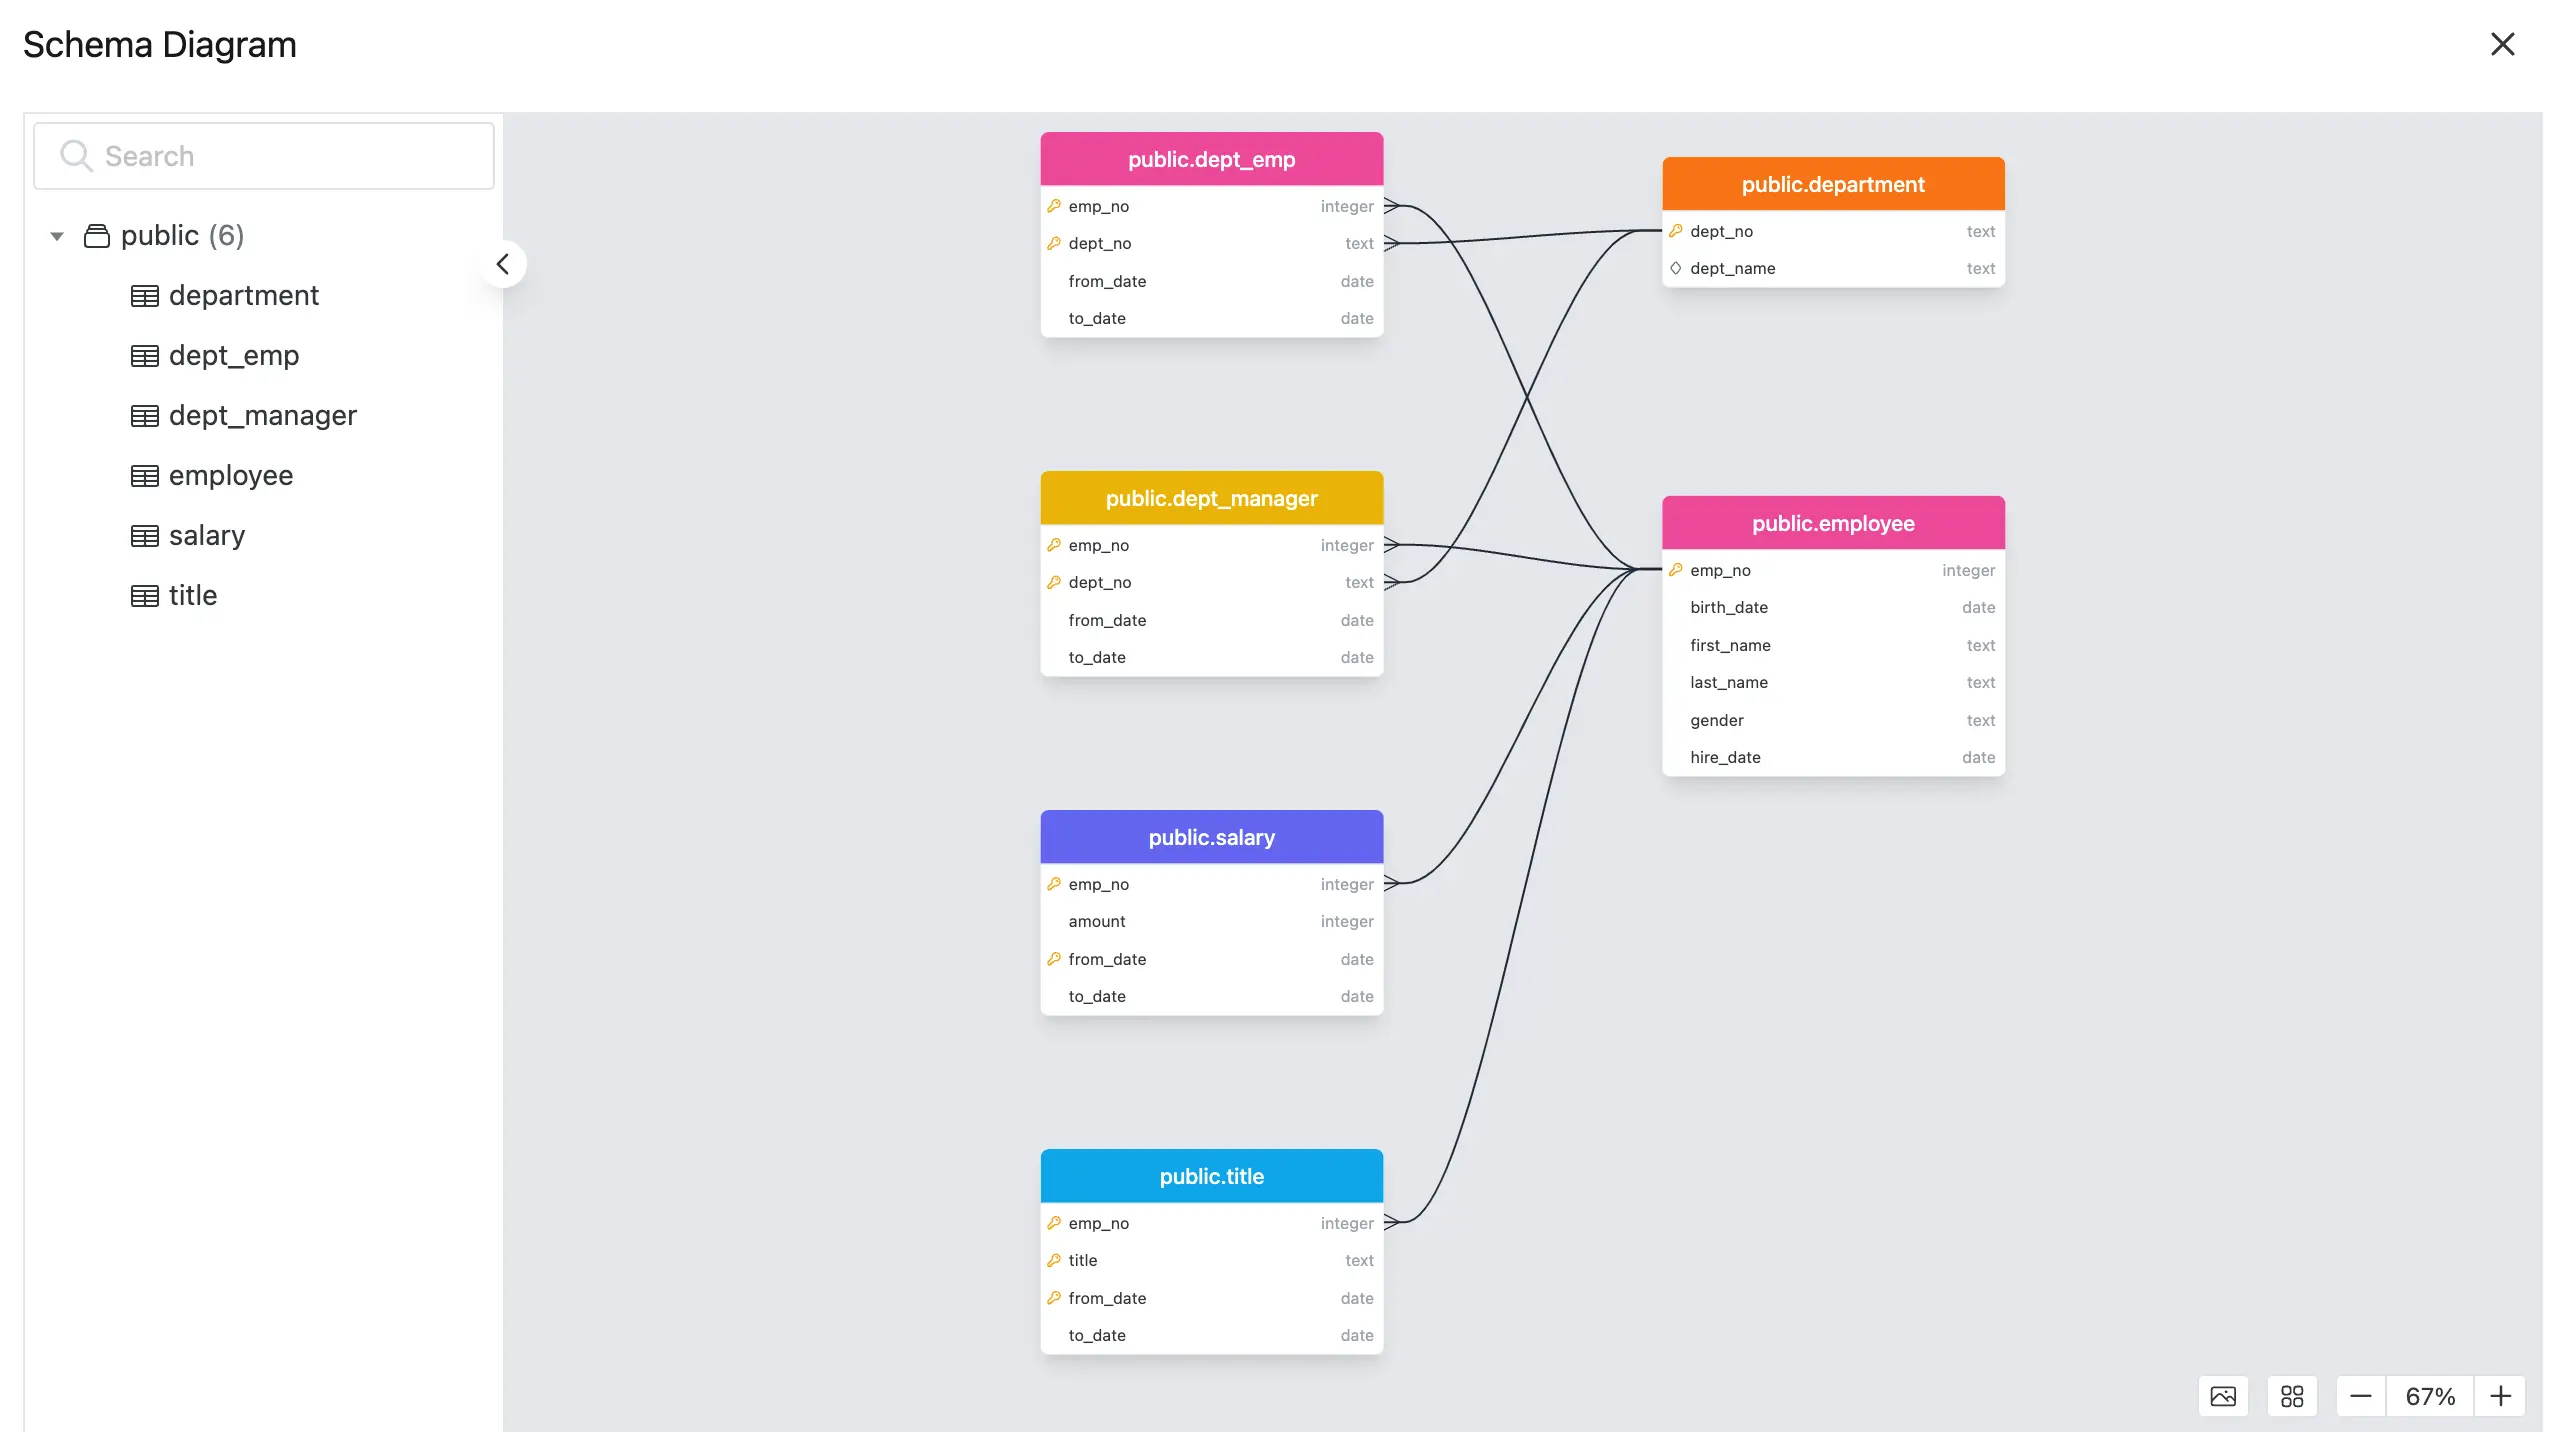 Schema Diagram
Search
public (6)
department
dept_emp
dept_manager
employee
salary
title
public.dept_emp
emp_no integer
dept_no text
from_date date
to_date date
public.department
dept_no text
dept_name text
public.dept_manager
emp_no integer
dept_no text
from_date date
to_date date
public.employee
emp_no integer
birth_date date
first_name text
last_name text
gender text
hire_date date
public.salary
emp_no integer
amount integer
from_date date
to_date date
public.title
emp_no integer
title text
from_date date
to_date date
67%